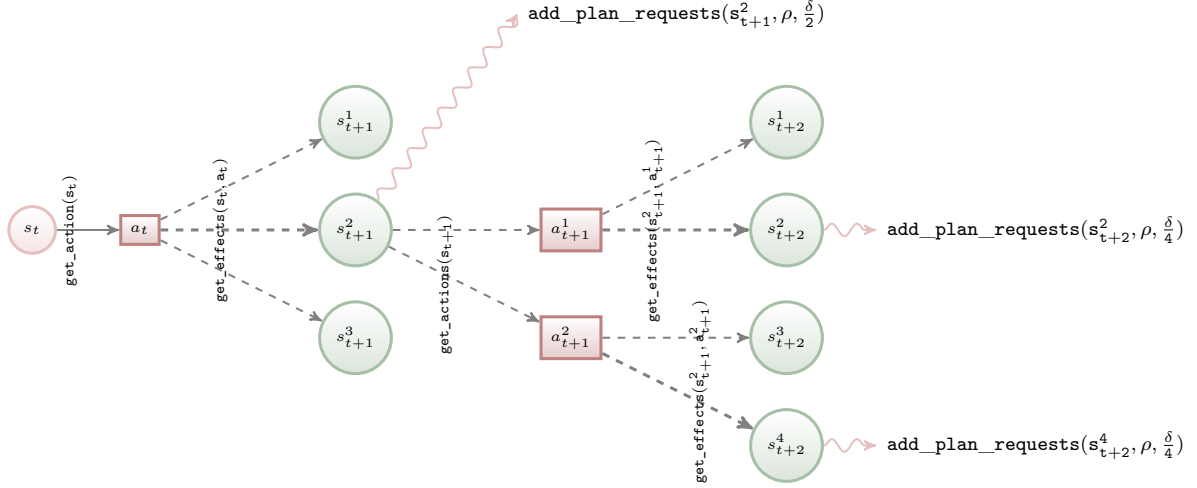 add_plan_requests(s²ₜ₊₁, ρ, δ/2)
s¹ₜ₊₁
s¹ₜ₊₂
get_action(sₜ)
get_effects(sₜ, aₜ)
get_actions(sₜ₊₁)
get_effects(s²ₜ₊₁, a¹ₜ₊₁)
sₜ
aₜ
s²ₜ₊₁
a¹ₜ₊₁
s²ₜ₊₂
add_plan_requests(s²ₜ₊₂, ρ, δ/4)
s³ₜ₊₁
a²ₜ₊₁
s³ₜ₊₂
get_effects(s²ₜ₊₁, a²ₜ₊₁)
s⁴ₜ₊₂
add_plan_requests(s⁴ₜ₊₂, ρ, δ/4)